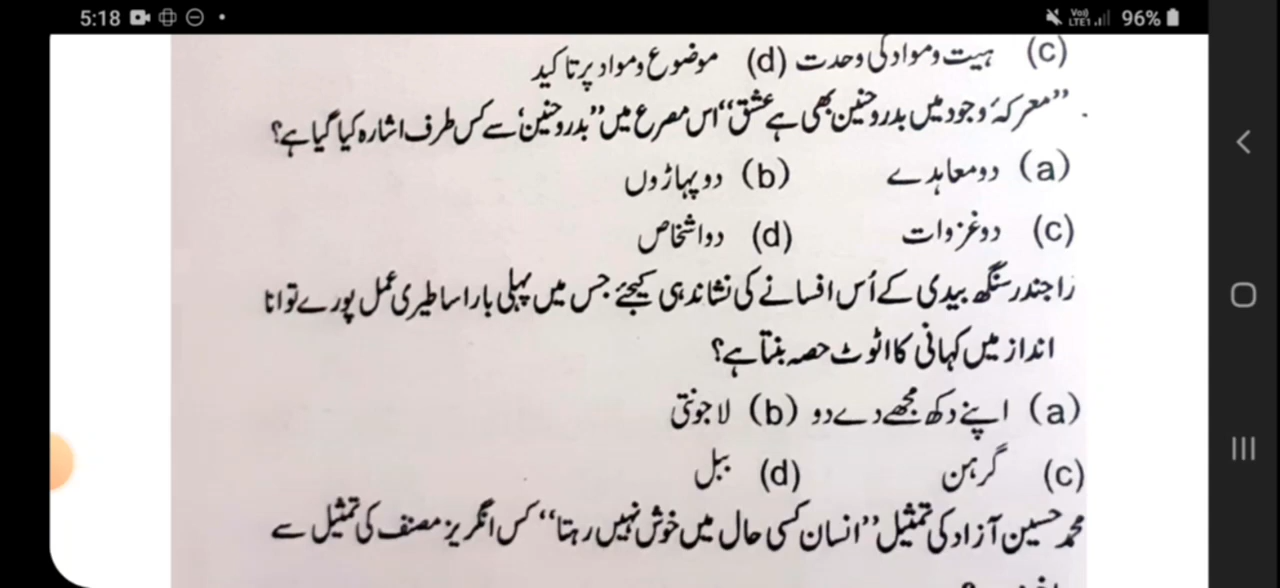 5:18
Vo)) LTE1 96%
(c) ہیت و مواد کی وحدت (d) موضوع و مواد پر تاکید
. ”معرکۂ وجود میں بدر و حنین بھی ہے عشق“ اس مصرع میں ”بدر و حنین‘ سے کس طرف اشارہ کیا گیا ہے؟
(a) دو معاہدے (b) دو پہاڑوں
(c) دو غزوات (d) دو اشخاص
راجندر سنگھ بیدی کے اُس افسانے کی نشاندہی کیجئے جس میں پہلی بار اساطیری عمل پورے توانا
انداز میں کہانی کا اٹوٹ حصہ بنتا ہے؟
(a) اپنے دکھ مجھے دے دو (b) لاجونتی
(c) گرہن (d) ببل
محمد حسین آزاد کی تمثیل ”انسان کسی حال میں خوش نہیں رہتا“ کس انگریز مصنف کی تمثیل سے